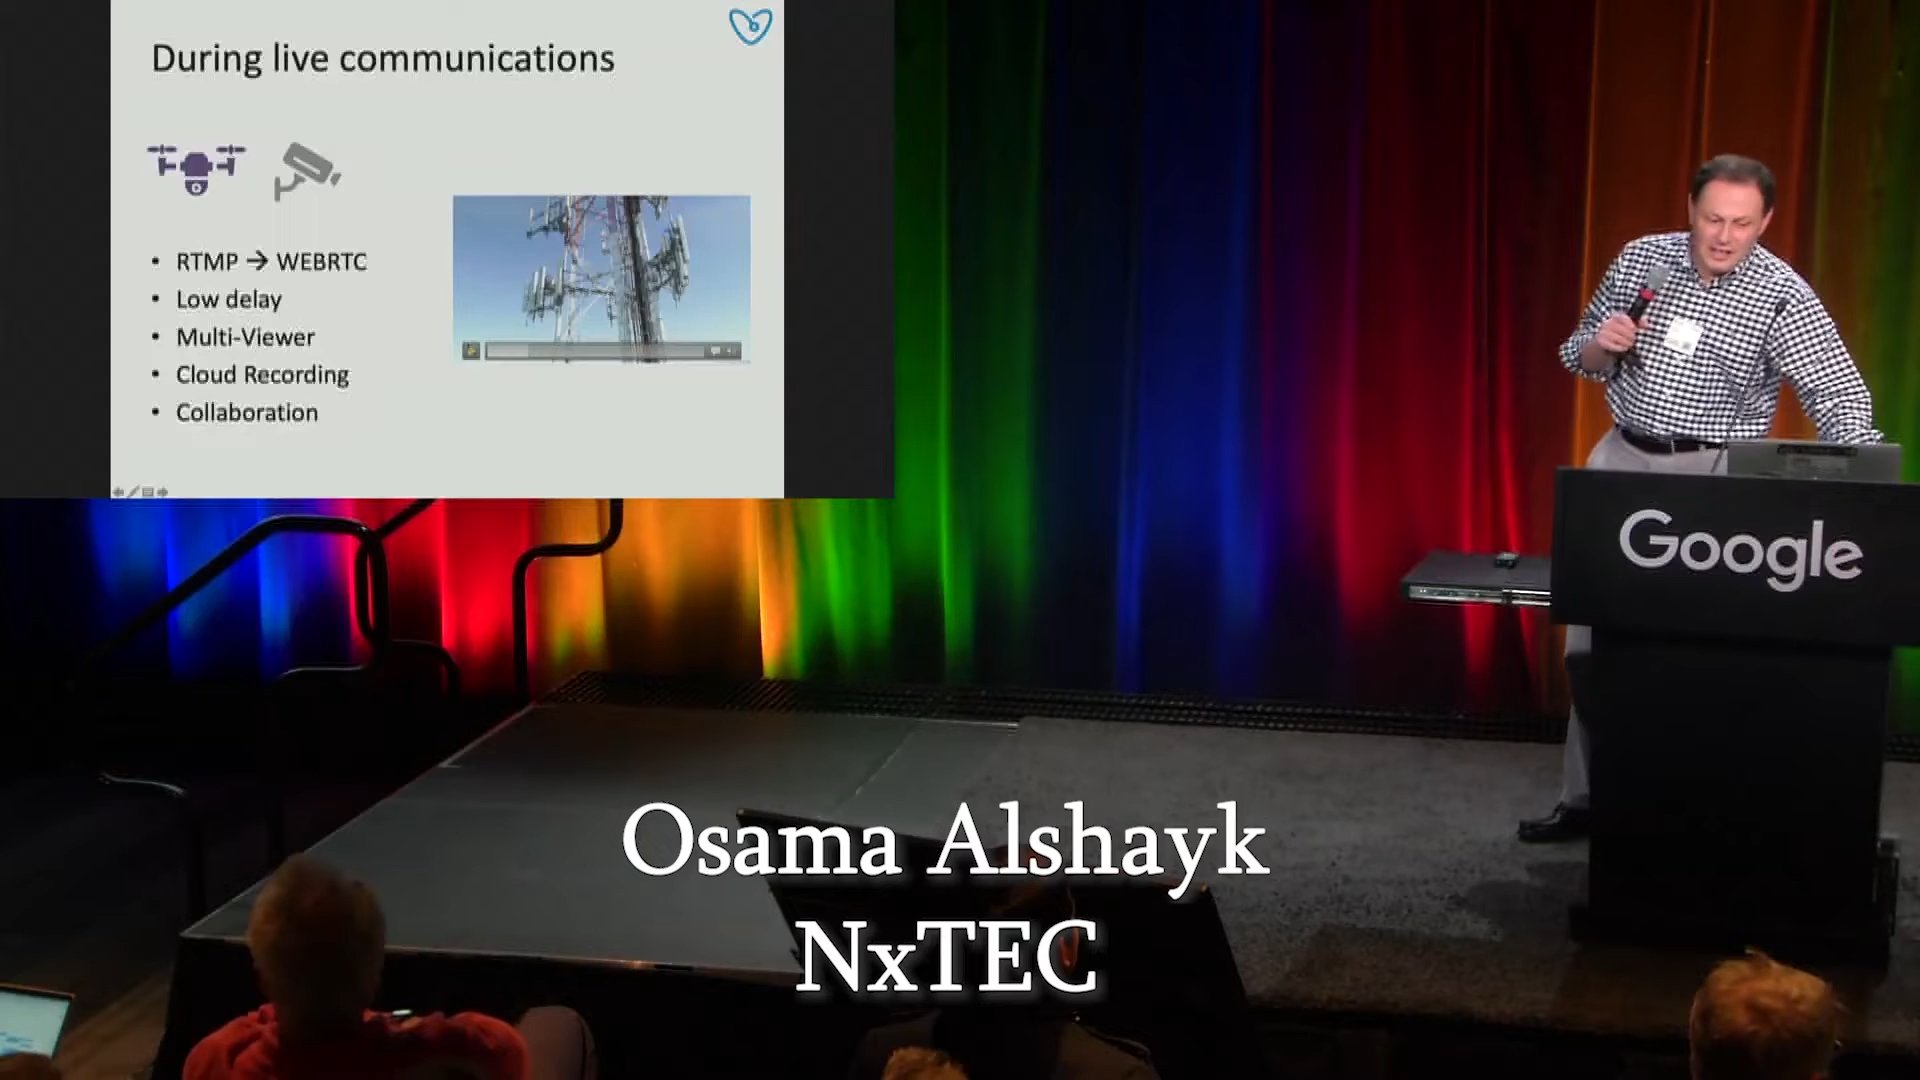 During live communications
• RTMP → WEBRTC
• Low delay
• Multi-Viewer
• Cloud Recording
• Collaboration
Google
Osama Alshayk
NxTEC